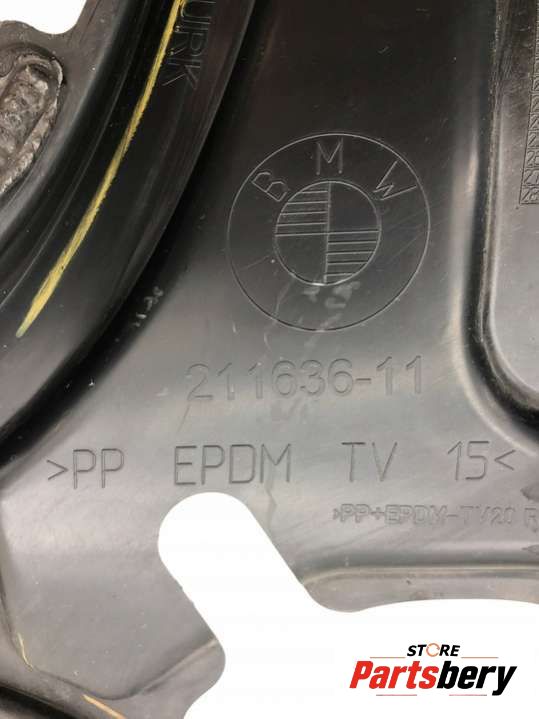 BMW
211636-11
>PP EPDM TV 15<
>PP+EPDM-TV20
STORE
Partsbery